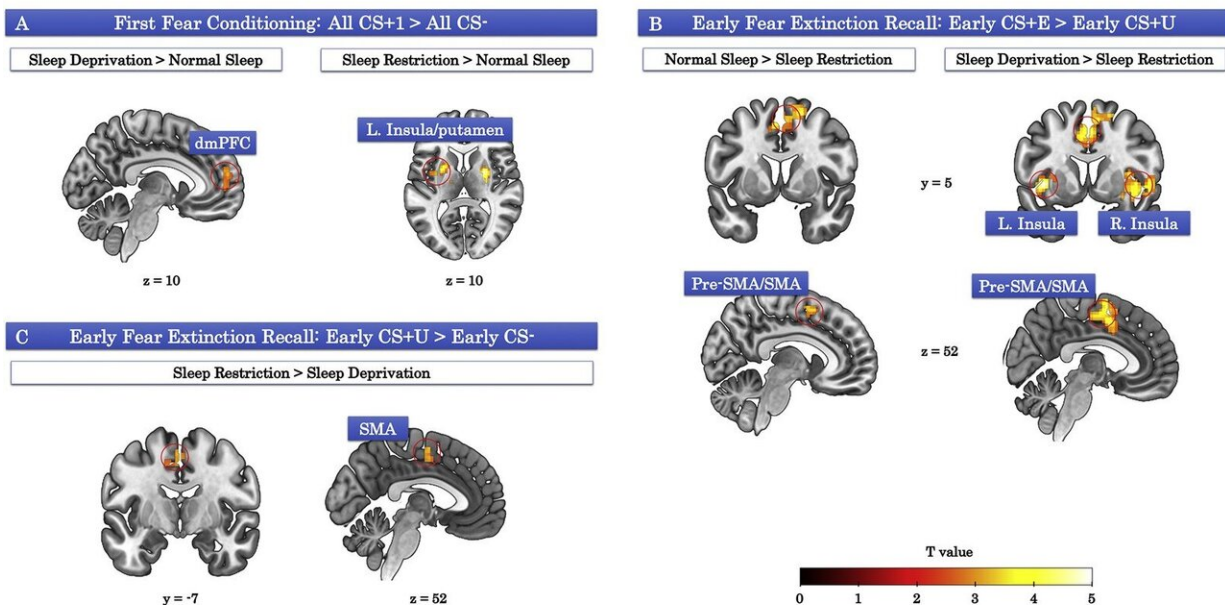 A First Fear Conditioning: All CS+1 > All CS-
Sleep Deprivation > Normal Sleep
Sleep Restriction > Normal Sleep
dmPFC
L. Insula/putamen
z = 10
z = 10
B Early Fear Extinction Recall: Early CS+E > Early CS+U
Normal Sleep > Sleep Restriction
Sleep Deprivation > Sleep Restriction
y = 5
L. Insula
R. Insula
Pre-SMA/SMA
Pre-SMA/SMA
z = 52
C Early Fear Extinction Recall: Early CS+U > Early CS-
Sleep Restriction > Sleep Deprivation
SMA
y = -7
z = 52
T value
0 1 2 3 4 5